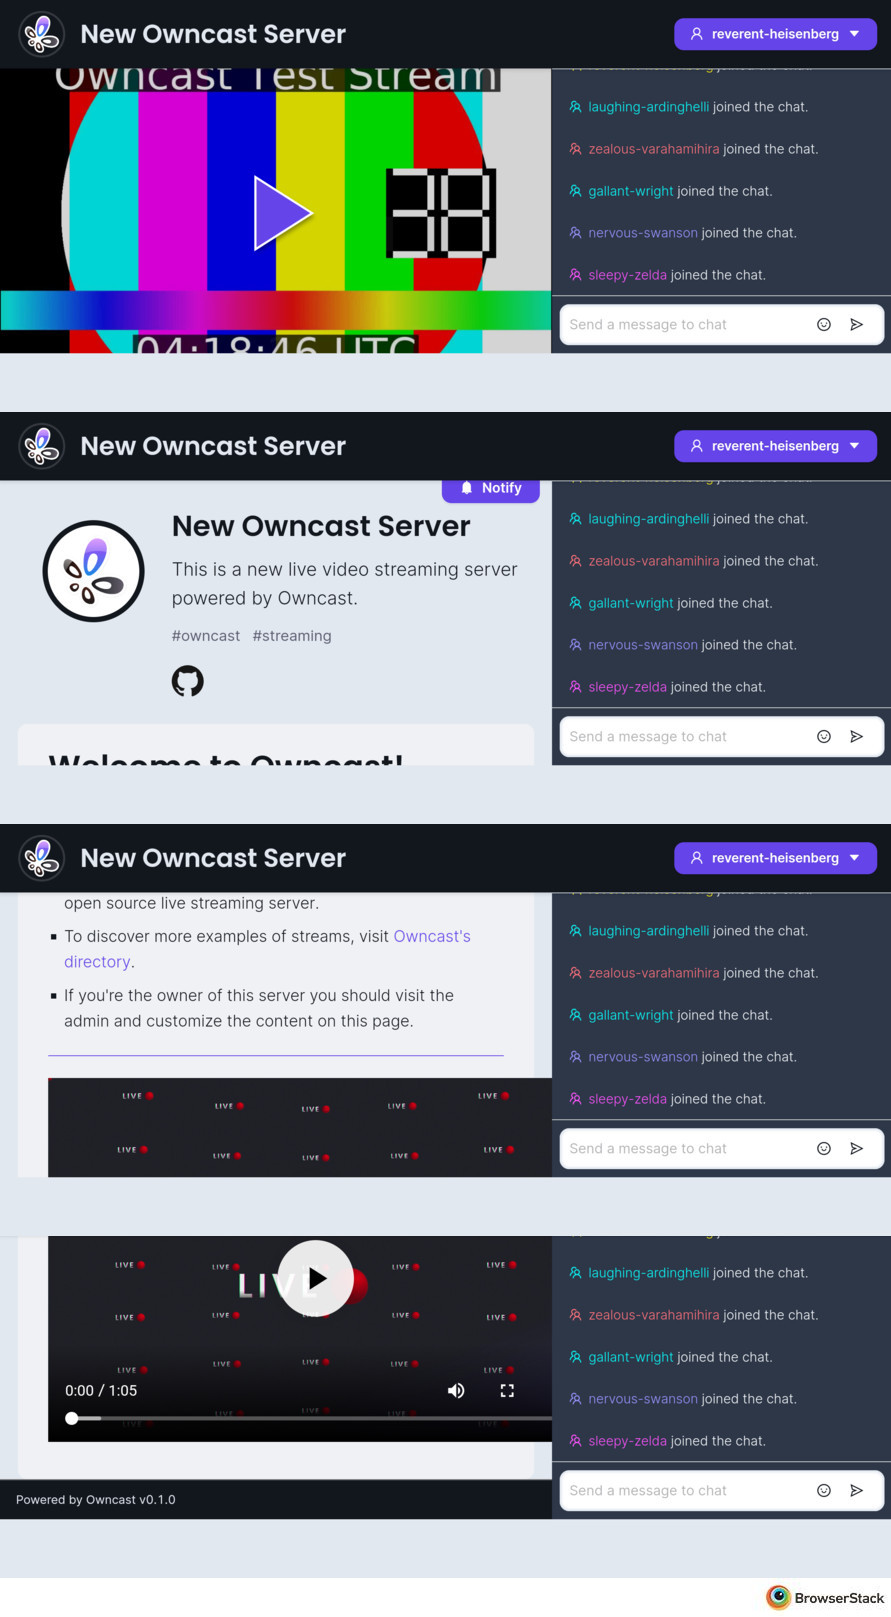 New Owncast Server
reverent-heisenberg
Owncast Test Stream
04:18:46 UTC
laughing-ardinghelli joined the chat.
zealous-varahamihira joined the chat.
gallant-wright joined the chat.
nervous-swanson joined the chat.
sleepy-zelda joined the chat.
Send a message to chat
New Owncast Server
reverent-heisenberg
Notify
New Owncast Server
This is a new live video streaming server
powered by Owncast.
#owncast #streaming
Welcome to Owncast!
laughing-ardinghelli joined the chat.
zealous-varahamihira joined the chat.
gallant-wright joined the chat.
nervous-swanson joined the chat.
sleepy-zelda joined the chat.
Send a message to chat
New Owncast Server
reverent-heisenberg
open source live streaming server.
▪ To discover more examples of streams, visit Owncast's
directory.
▪ If you're the owner of this server you should visit the
admin and customize the content on this page.
LIVE LIVE LIVE LIVE LIVE
LIVE LIVE LIVE LIVE LIVE
laughing-ardinghelli joined the chat.
zealous-varahamihira joined the chat.
gallant-wright joined the chat.
nervous-swanson joined the chat.
sleepy-zelda joined the chat.
Send a message to chat
LIVE LIVE LIVE LIVE
LIVE
LIVE LIVE LIVE LIVE LIVE
LIVE LIVE LIVE LIVE LIVE
0:00 / 1:05
laughing-ardinghelli joined the chat.
zealous-varahamihira joined the chat.
gallant-wright joined the chat.
nervous-swanson joined the chat.
sleepy-zelda joined the chat.
Send a message to chat
Powered by Owncast v0.1.0
BrowserStack